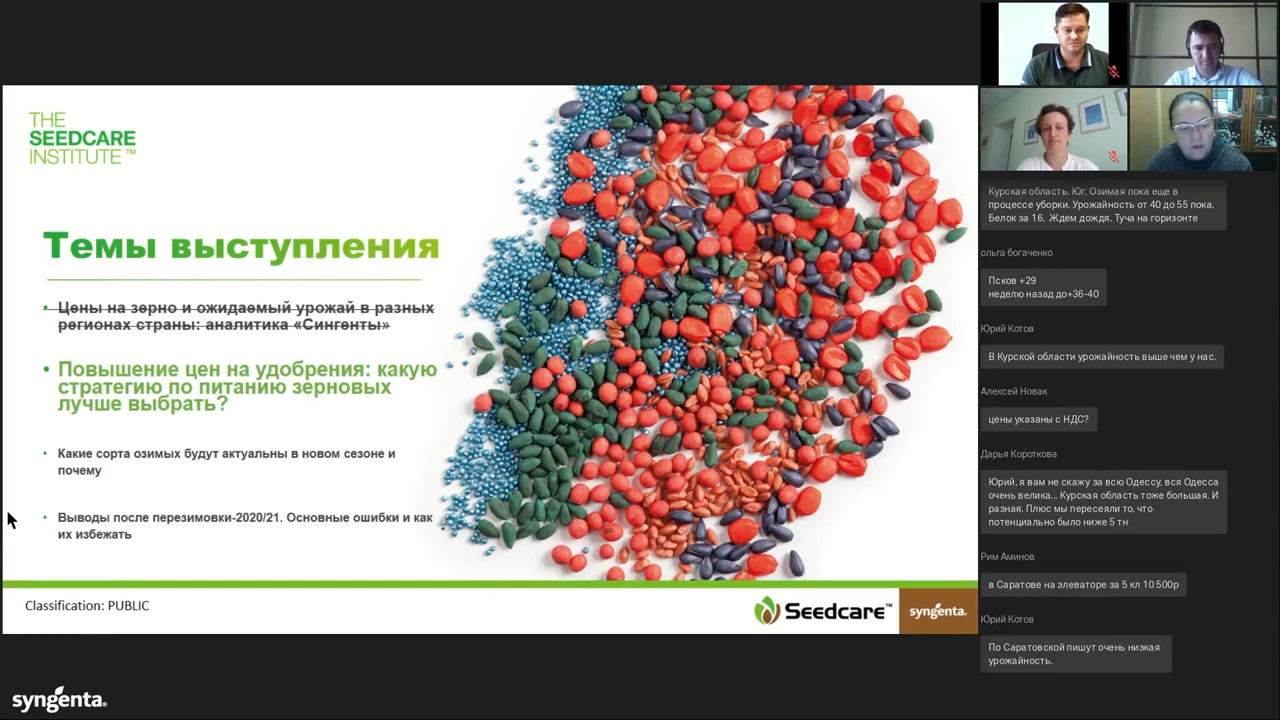 THE
SEEDCARE
INSTITUTE™
Темы выступления
• Цены на зерно и ожидаемый урожай в разных
регионах страны: аналитика «Сингенты»
• Повышение цен на удобрения: какую
стратегию по питанию зерновых
лучше выбрать?
• Какие сорта озимых будут актуальны в новом сезоне и
почему
• Выводы после перезимовки-2020/21. Основные ошибки и как
их избежать
Classification: PUBLIC
Seedcare™
syngenta.
syngenta®
Курская область. Юг. Озимая пока еще в
процессе уборки. Урожайность от 40 до 55 пока.
Белок за 16. Ждем дождя. Туча на горизонте
ольга богаченко
Псков +29
неделю назад до+36-40
Юрий Котов
В Курской области урожайность выше чем у нас.
Алексей Новак
цены указаны с НДС?
Дарья Короткова
Юрий, я вам не скажу за всю Одессу, вся Одесса
очень велика... Курская область тоже большая. И
разная. Плюс мы пересеяли то, что
потенциально было ниже 5 тн
Рим Аминов
в Саратове на элеваторе за 5 кл 10 500р
Юрий Котов
По Саратовской пишут очень низкая
урожайность.